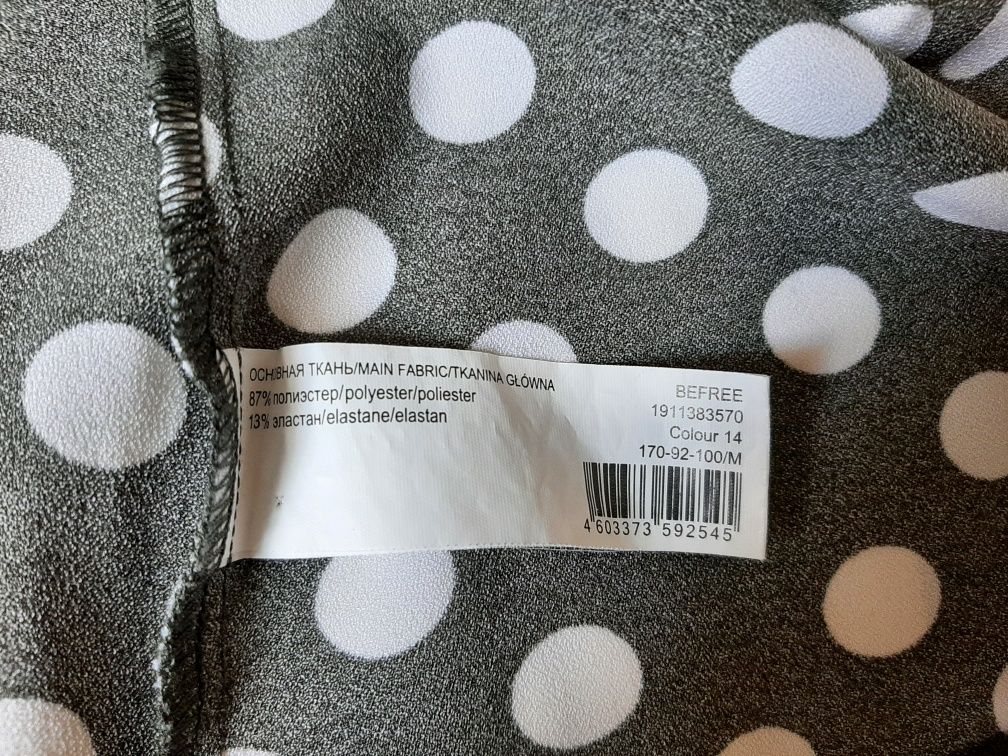 ОСНОВНАЯ ТКАНЬ/MAIN FABRIC/TKANINA GŁÓWNA
87% полиэстер/polyester/poliester
13% эластан/elastane/elastan
BEFREE
1911383570
Colour 14
170-92-100/M
4 603373 592545